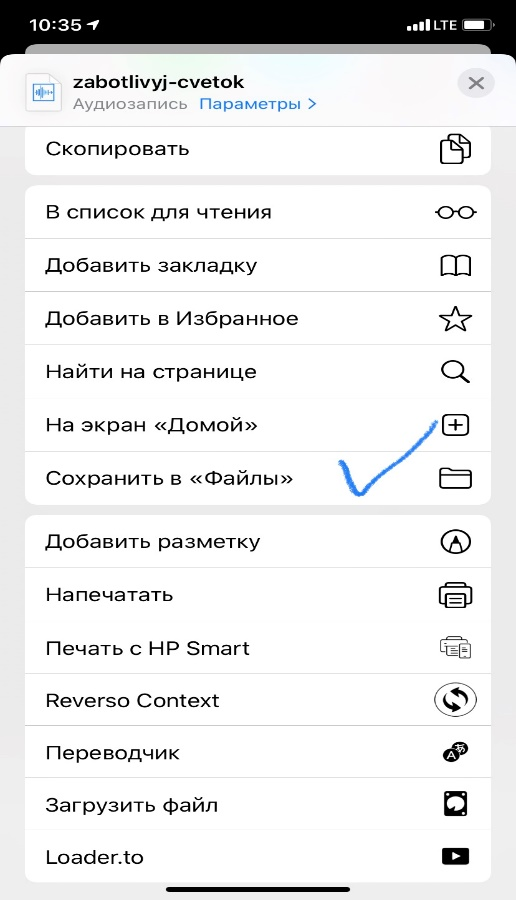 10:35
LTE
zabotlivyj-cvetok
Аудиозапись Параметры >
Скопировать
В список для чтения
Добавить закладку
Добавить в Избранное
Найти на странице
На экран «Домой»
Сохранить в «Файлы»
Добавить разметку
Напечатать
Печать с HP Smart
Reverso Context
Переводчик
Загрузить файл
Loader.to